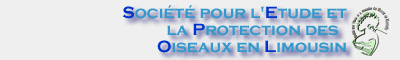 Société pour l'Etude et
la Protection des
Oiseaux en Limousin